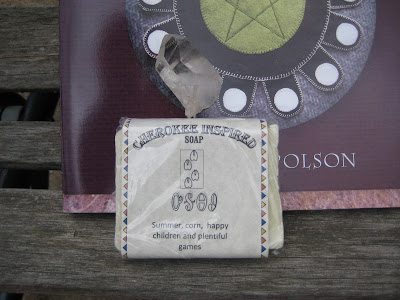 CHEROKEE INSPIRED
SOAP
Summer, corn, happy
children and plentiful
games
POLSON